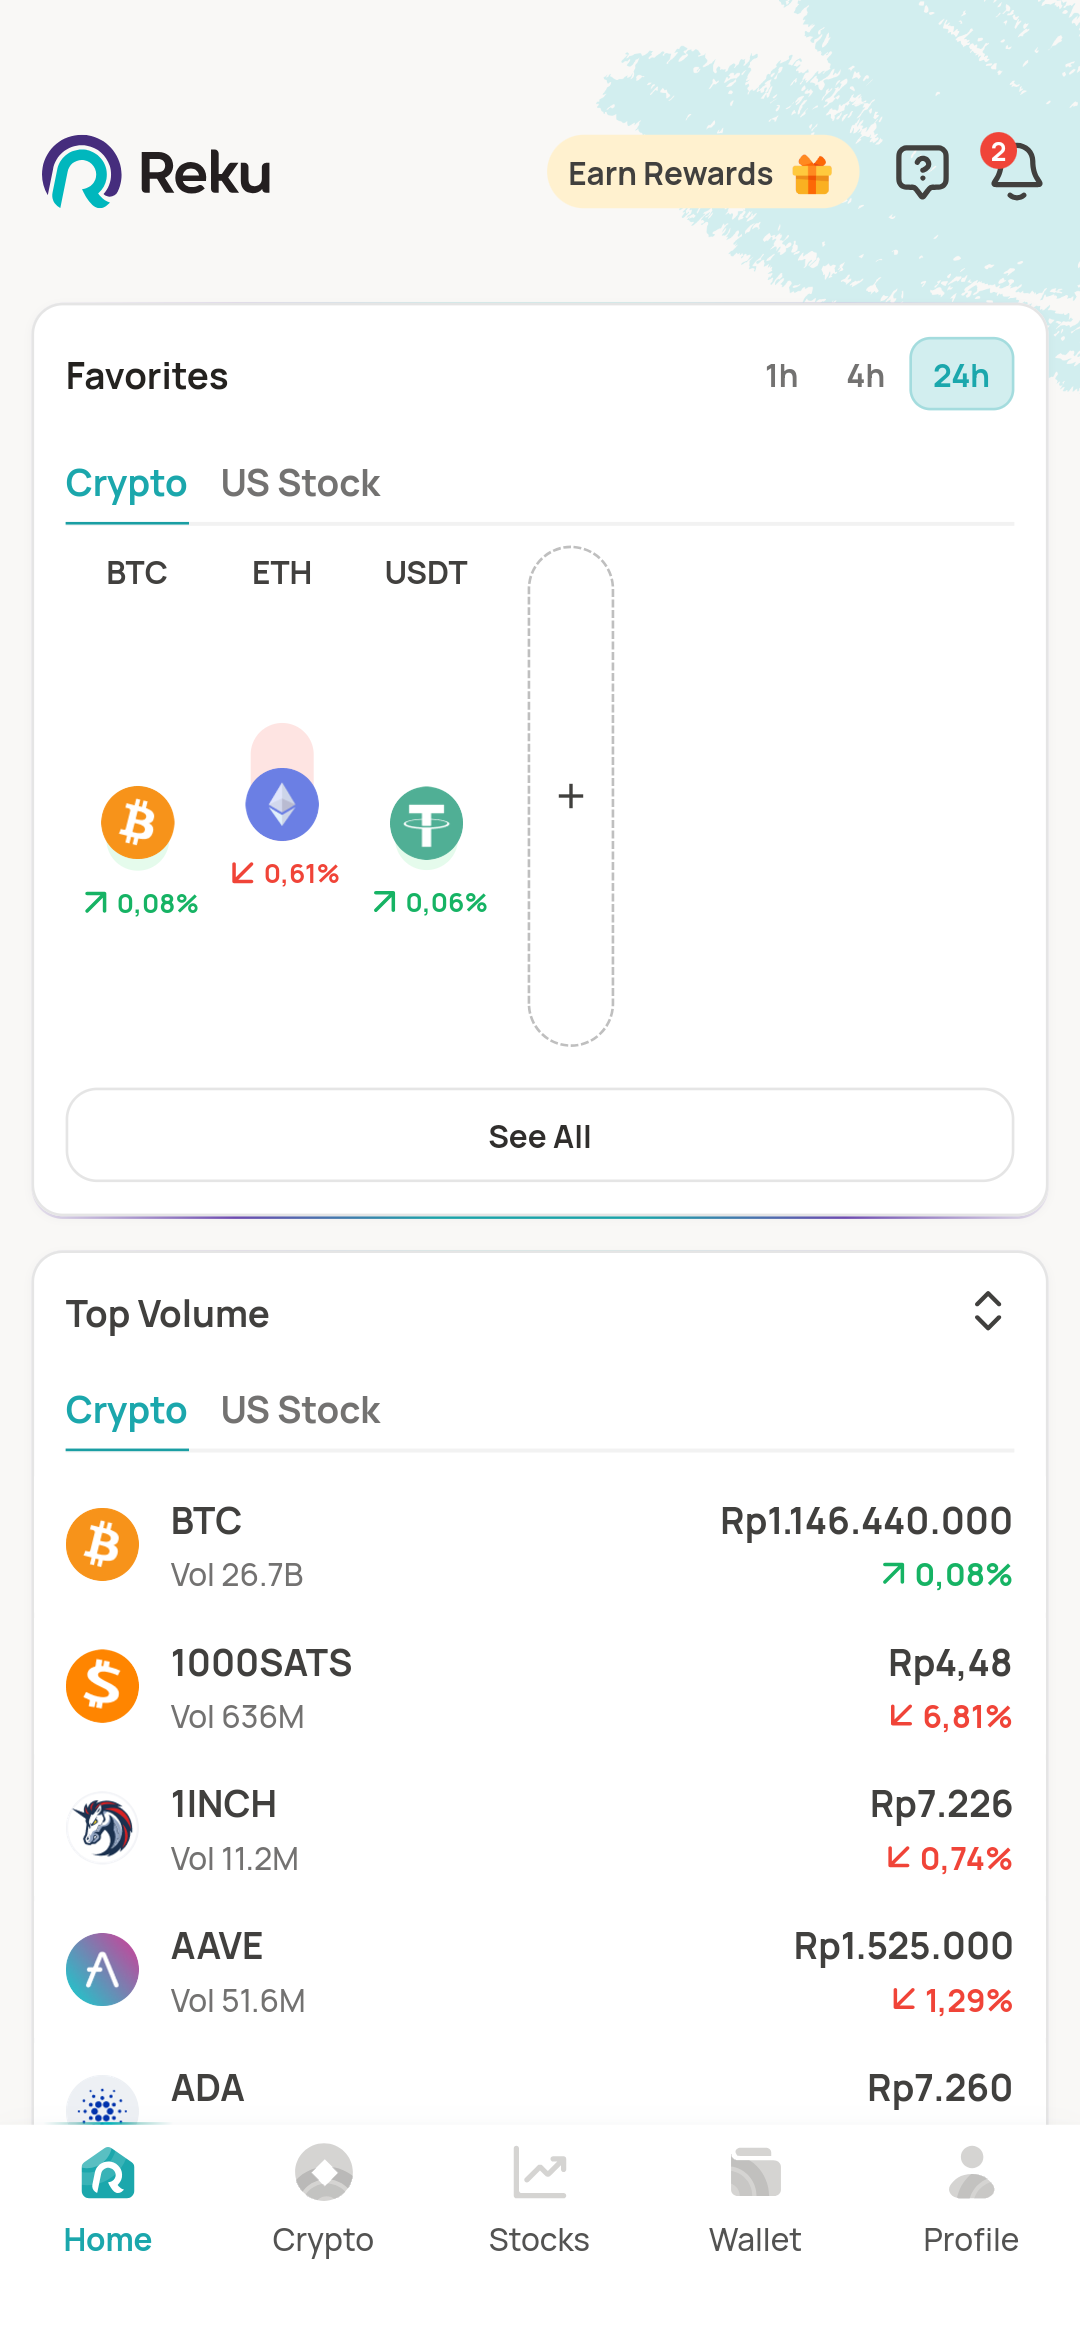 Reku
Earn Rewards
2
Favorites
1h 4h 24h
Crypto US Stock
BTC ETH USDT
0,08% 0,61% 0,06%
See All
Top Volume
Crypto US Stock
BTC Rp1.146.440.000
Vol 26.7B 0,08%
1000SATS Rp4,48
Vol 636M 6,81%
1INCH Rp7.226
Vol 11.2M 0,74%
AAVE Rp1.525.000
Vol 51.6M 1,29%
ADA Rp7.260
Home Crypto Stocks Wallet Profile